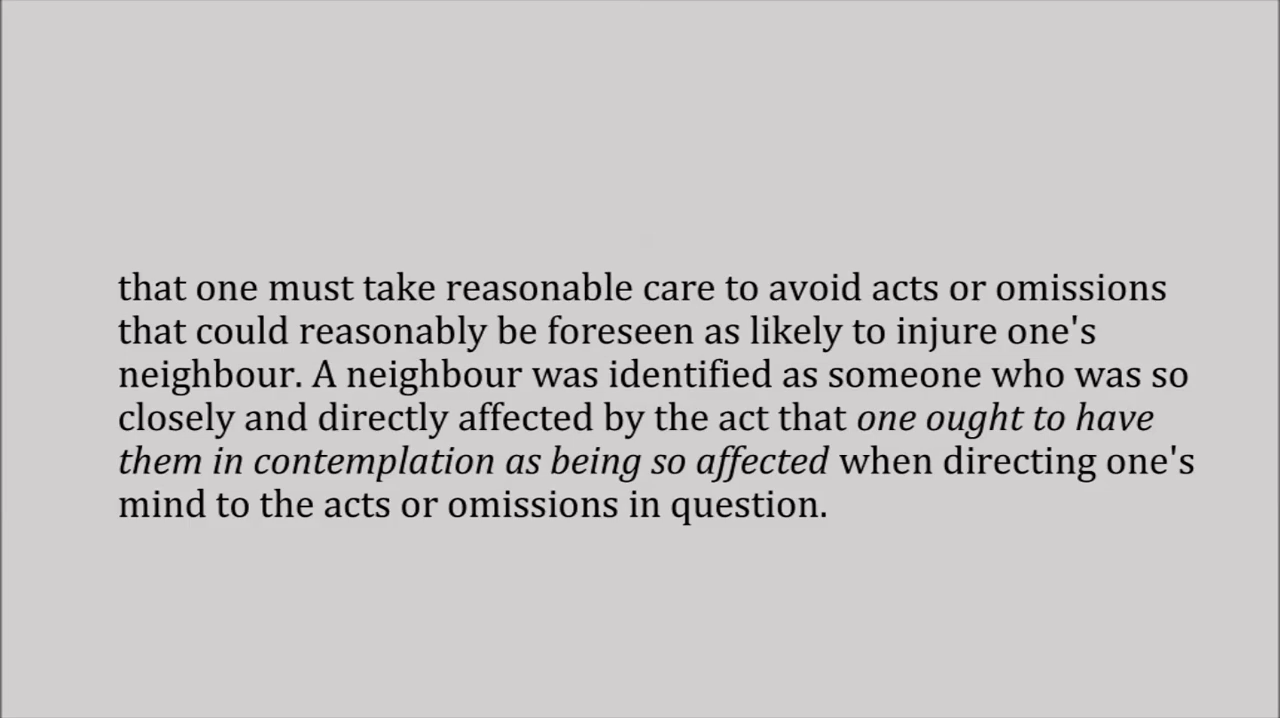 that one must take reasonable care to avoid acts or omissions
that could reasonably be foreseen as likely to injure one's
neighbour. A neighbour was identified as someone who was so
closely and directly affected by the act that one ought to have
them in contemplation as being so affected when directing one's
mind to the acts or omissions in question.